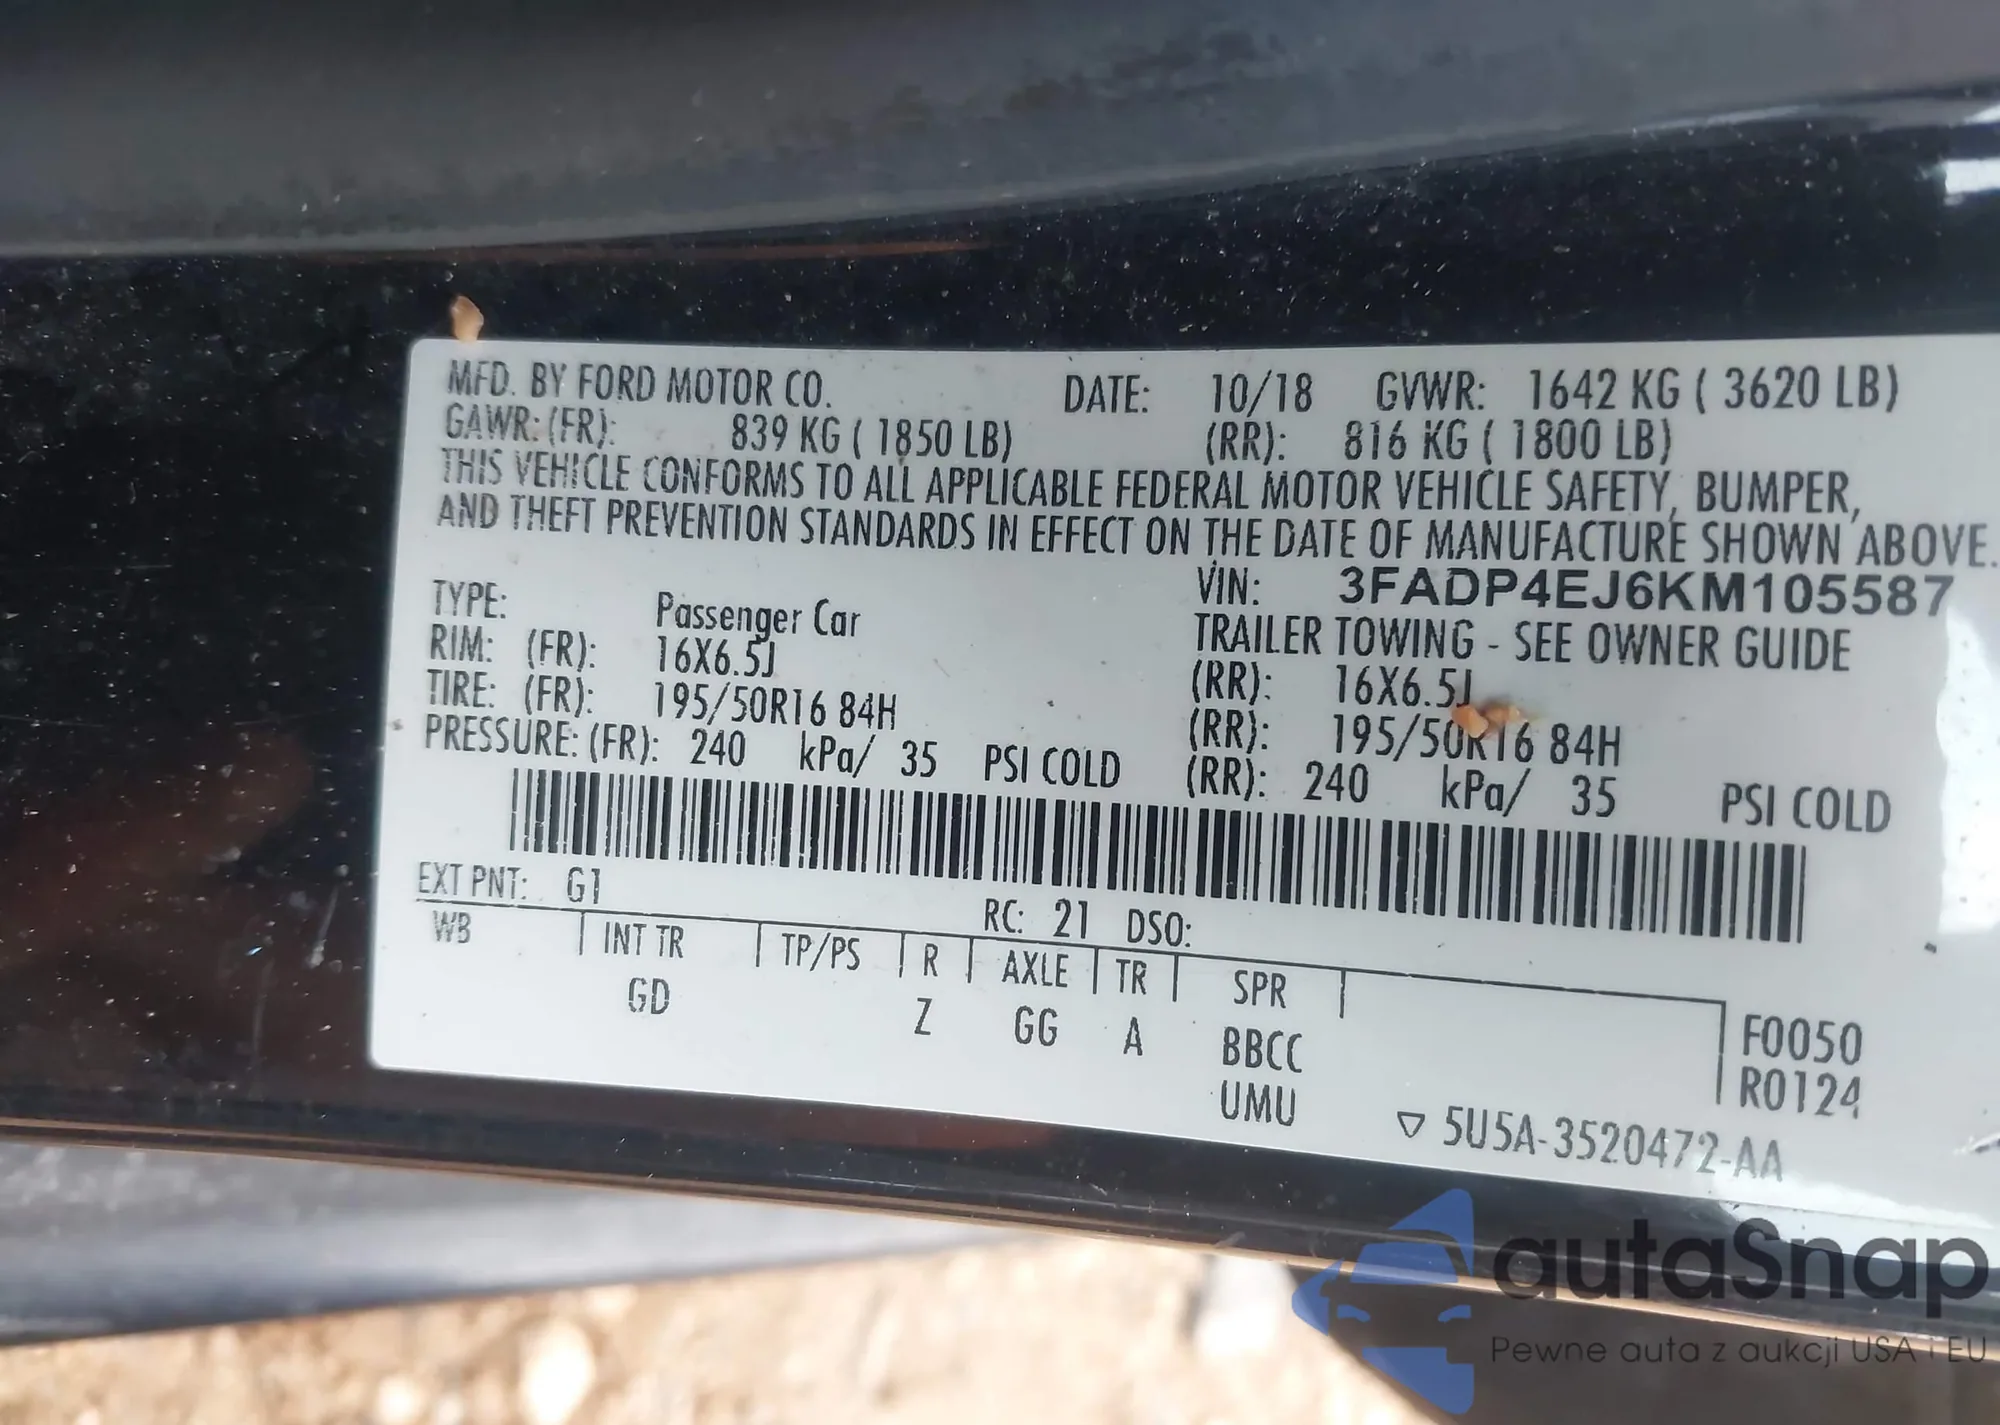 MFD. BY FORD MOTOR CO. DATE: 10/18 GVWR: 1642 KG ( 3620 LB)
GAWR: (FR): 839 KG ( 1850 LB) (RR): 816 KG ( 1800 LB)
THIS VEHICLE CONFORMS TO ALL APPLICABLE FEDERAL MOTOR VEHICLE SAFETY, BUMPER,
AND THEFT PREVENTION STANDARDS IN EFFECT ON THE DATE OF MANUFACTURE SHOWN ABOVE.
VIN: 3FADP4EJ6KM105587
TYPE: Passenger Car TRAILER TOWING - SEE OWNER GUIDE
RIM: (FR): 16X6.5J (RR): 16X6.5J
TIRE: (FR): 195/50R16 84H (RR): 195/50R16 84H
PRESSURE: (FR): 240 kPa/ 35 PSI COLD (RR): 240 kPa/ 35 PSI COLD
EXT PNT: G1 RC: 21 DSO:
WB INT TR TP/PS R AXLE TR SPR
GD Z GG A BBCC F0050
UMU R0124
▽ 5U5A-3520472-AA
autaSnap
Pewne auta z aukcji USA i EU